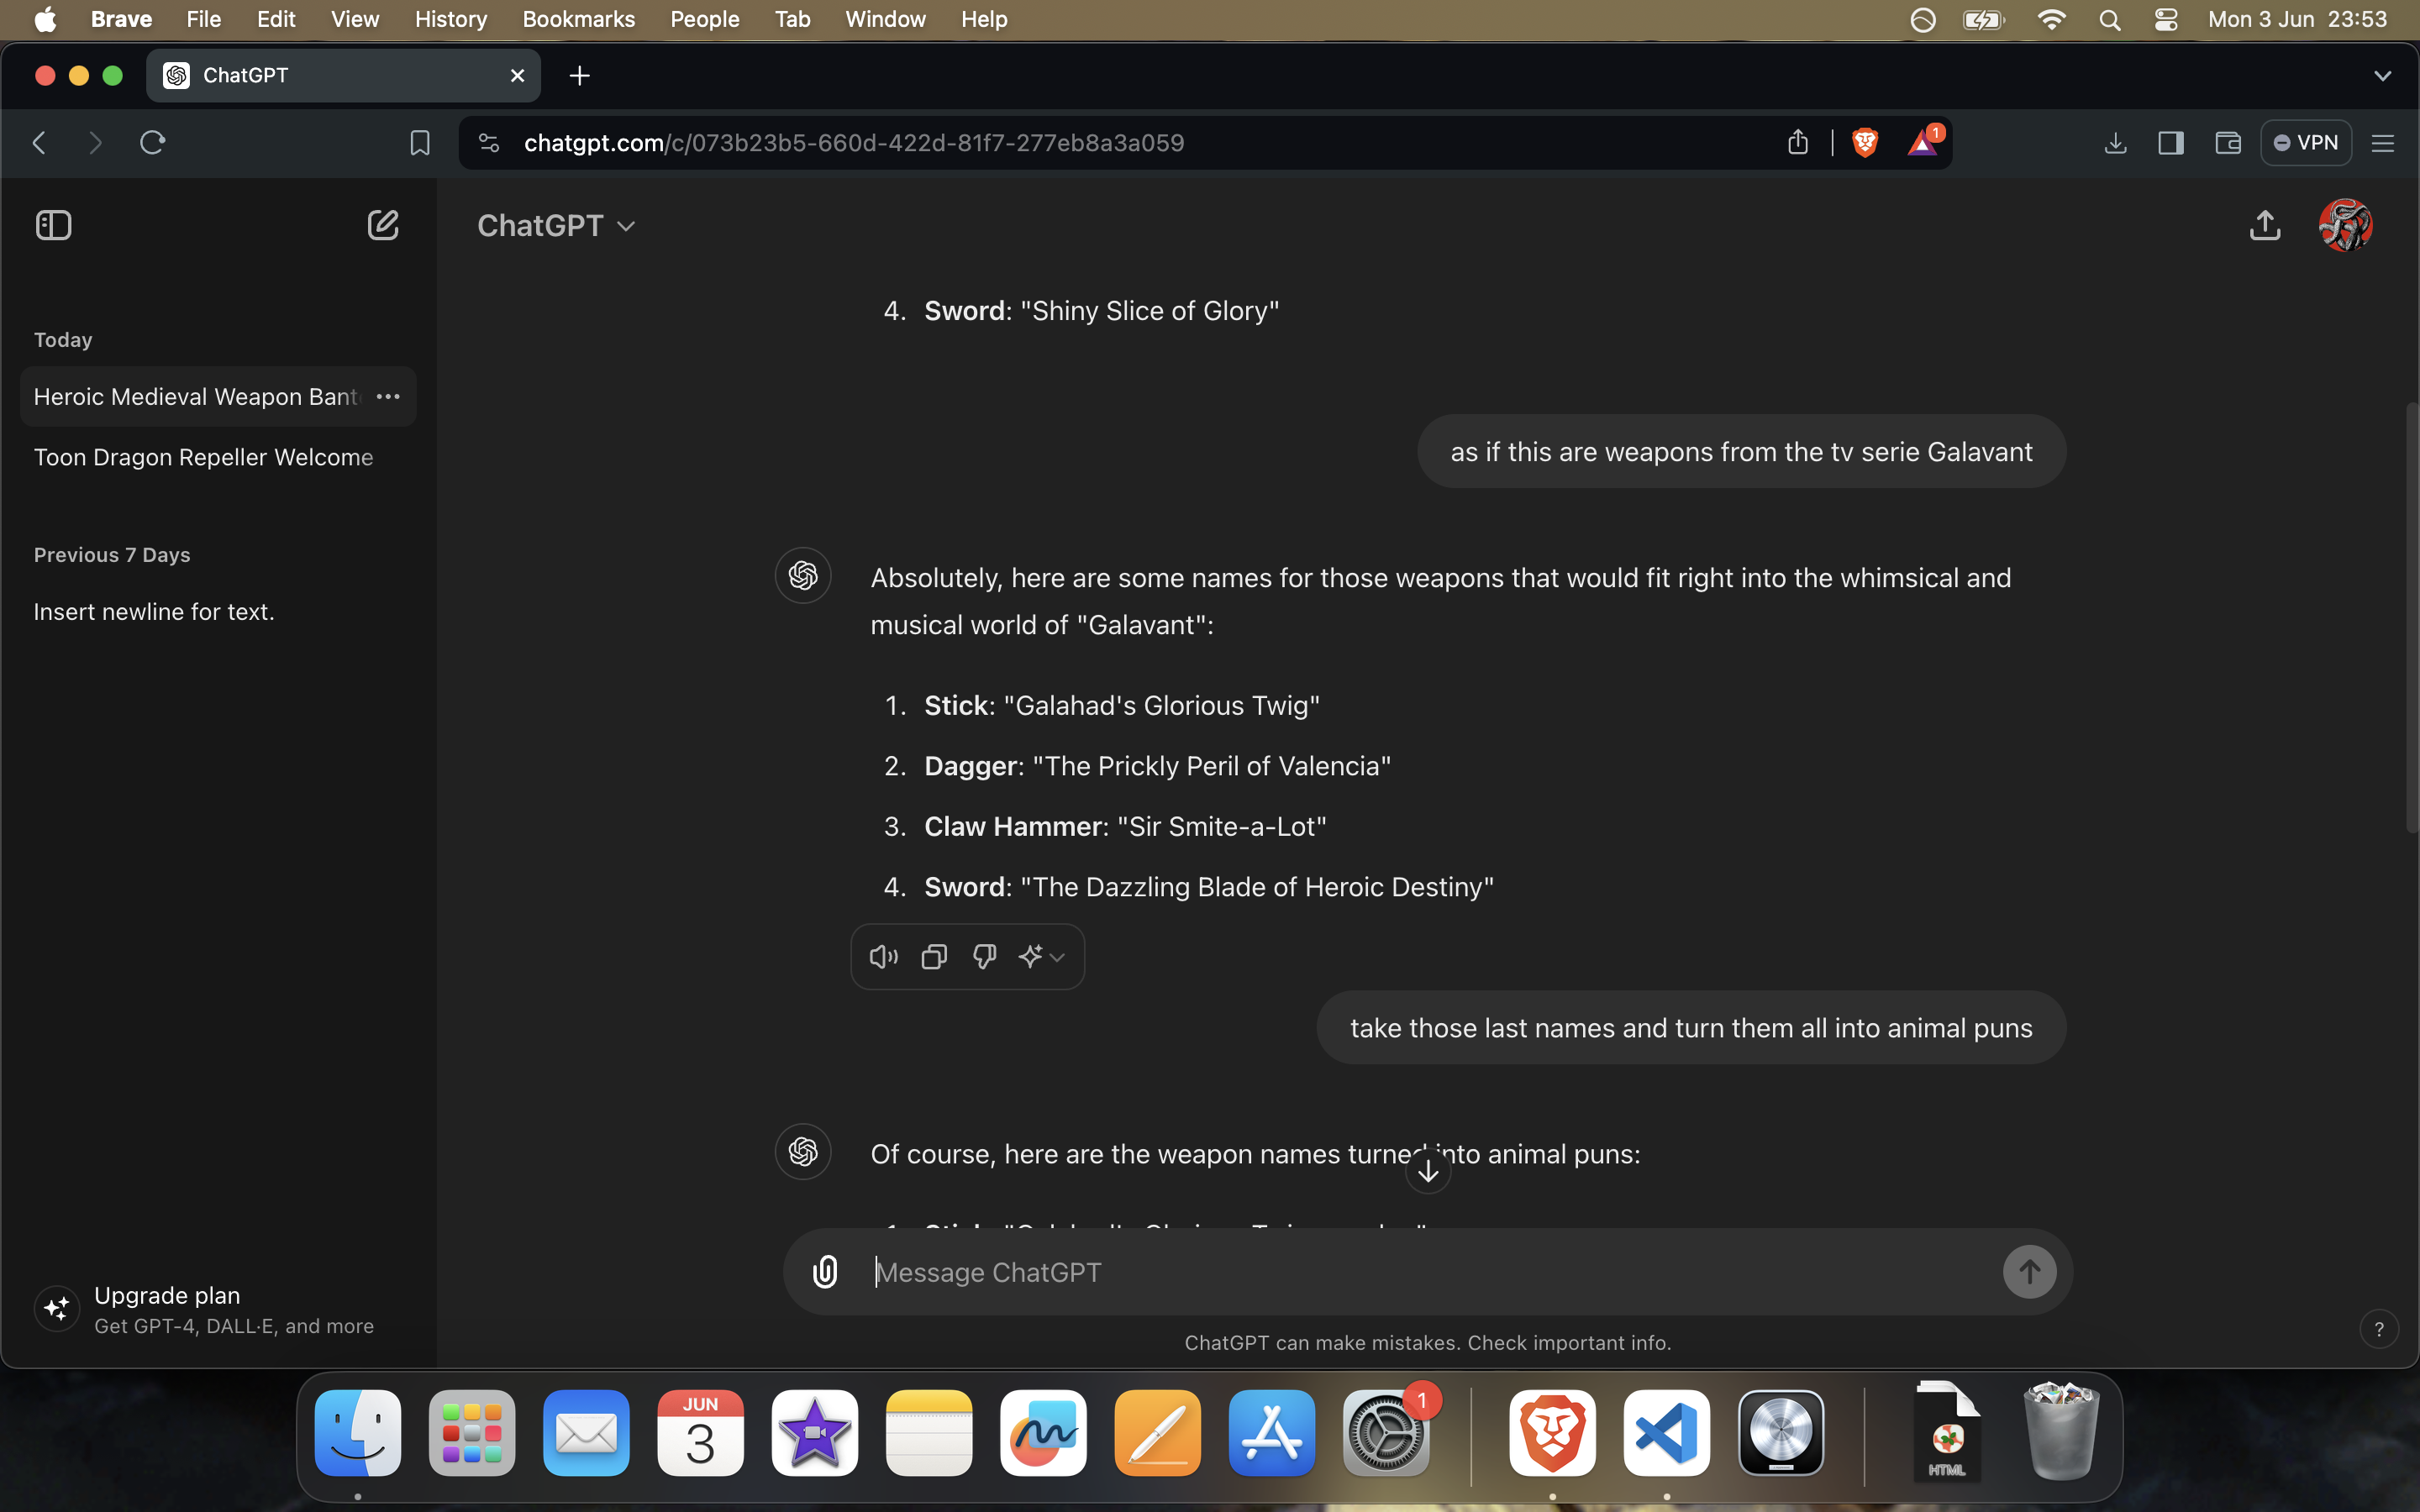 Brave File Edit View History Bookmarks People Tab Window Help Mon 3 Jun 23:53
ChatGPT
chatgpt.com/c/073b23b5-660d-422d-81f7-277eb8a3a059 1 VPN
ChatGPT
Today
Heroic Medieval Weapon Bant
Toon Dragon Repeller Welcome
Previous 7 Days
Insert newline for text.
Upgrade plan
Get GPT-4, DALL·E, and more
4. Sword: "Shiny Slice of Glory"
as if this are weapons from the tv serie Galavant
Absolutely, here are some names for those weapons that would fit right into the whimsical and
musical world of "Galavant":
1. Stick: "Galahad's Glorious Twig"
2. Dagger: "The Prickly Peril of Valencia"
3. Claw Hammer: "Sir Smite-a-Lot"
4. Sword: "The Dazzling Blade of Heroic Destiny"
take those last names and turn them all into animal puns
Of course, here are the weapon names turned into animal puns:
Message ChatGPT
ChatGPT can make mistakes. Check important info.
?
JUN
3
1
HTML